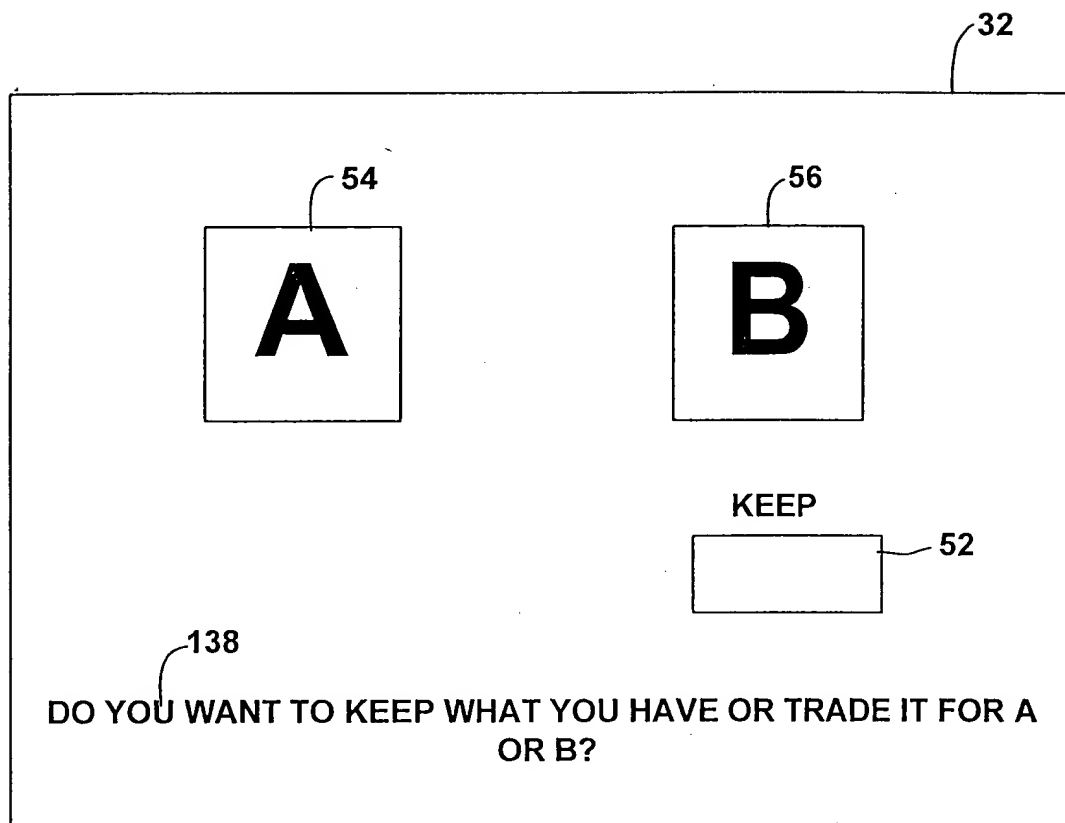 32
54
56
A
B
KEEP
52
138
DO YOU WANT TO KEEP WHAT YOU HAVE OR TRADE IT FOR A
OR B?